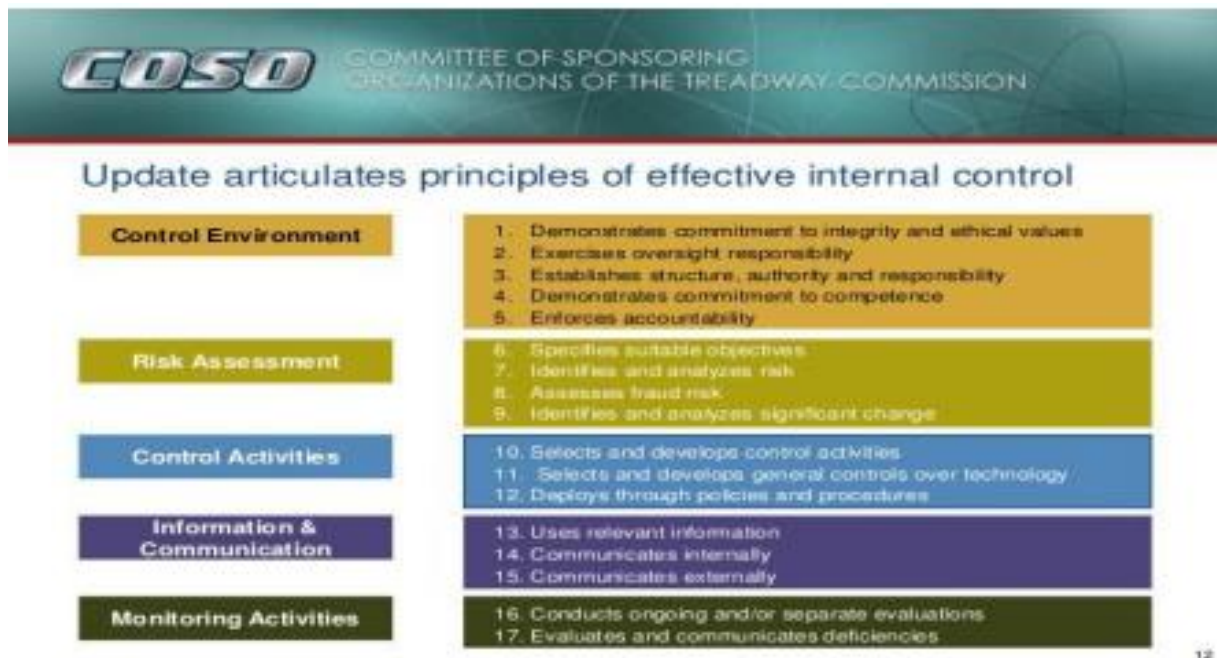 COSO COMMITTEE OF SPONSORING
ORGANIZATIONS OF THE TREADWAY COMMISSION
Update articulates principles of effective internal control
Control Environment
1. Demonstrates commitment to integrity and ethical values
2. Exercises oversight responsibility
3. Establishes structure, authority and responsibility
4. Demonstrates commitment to competence
5. Enforces accountability
Risk Assessment
6. Specifies suitable objectives
7. Identifies and analyzes risk
8. Assesses fraud risk
9. Identifies and analyzes significant change
Control Activities
10. Selects and develops control activities
11. Selects and develops general controls over technology
12. Deploys through policies and procedures
Information &
Communication
13. Uses relevant information
14. Communicates internally
15. Communicates externally
Monitoring Activities
16. Conducts ongoing and/or separate evaluations
17. Evaluates and communicates deficiencies
12